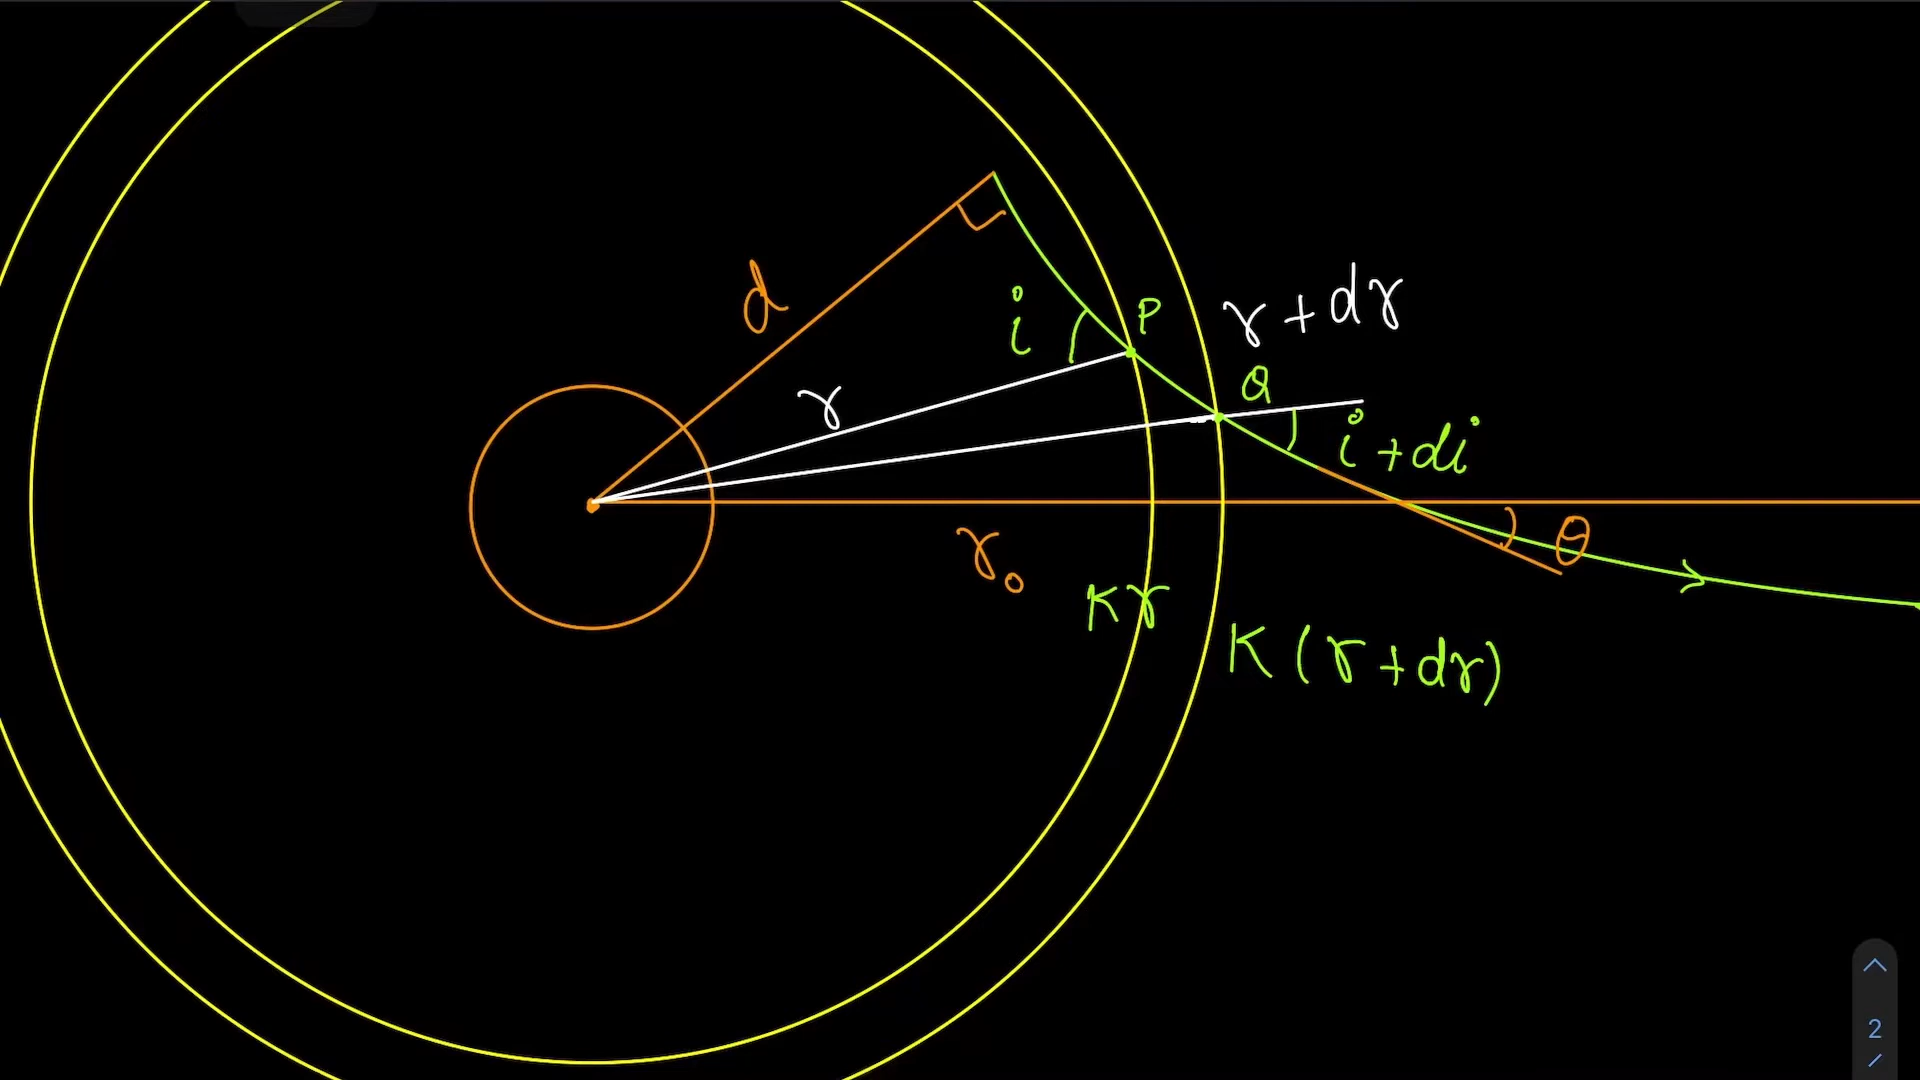 d
i
P
r + dr
r
Q
i + di
r₀
θ
Kr
K (r + dr)
2